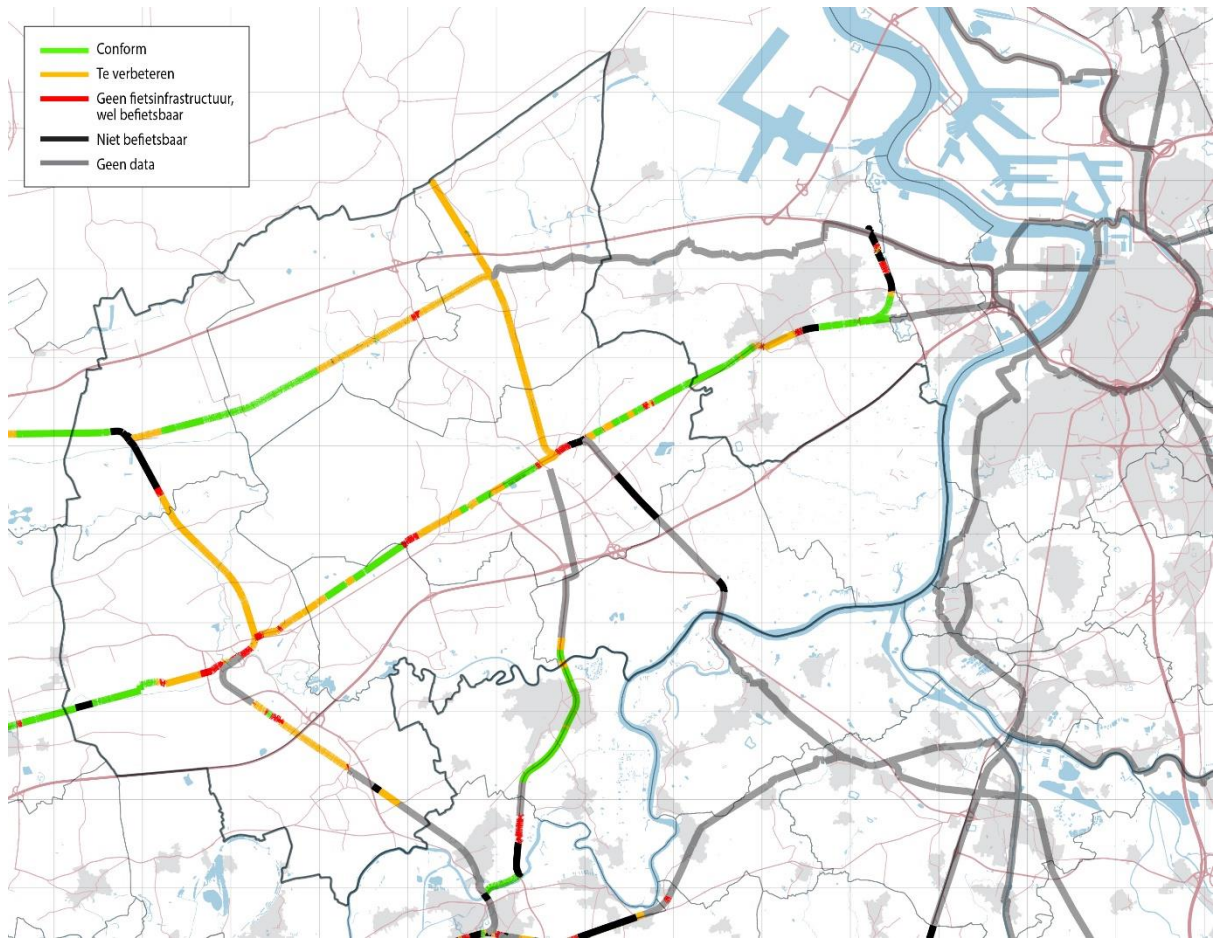 Conform
Te verbeteren
Geen fietsinfrastructuur,
wel befietsbaar
Niet befietsbaar
Geen data